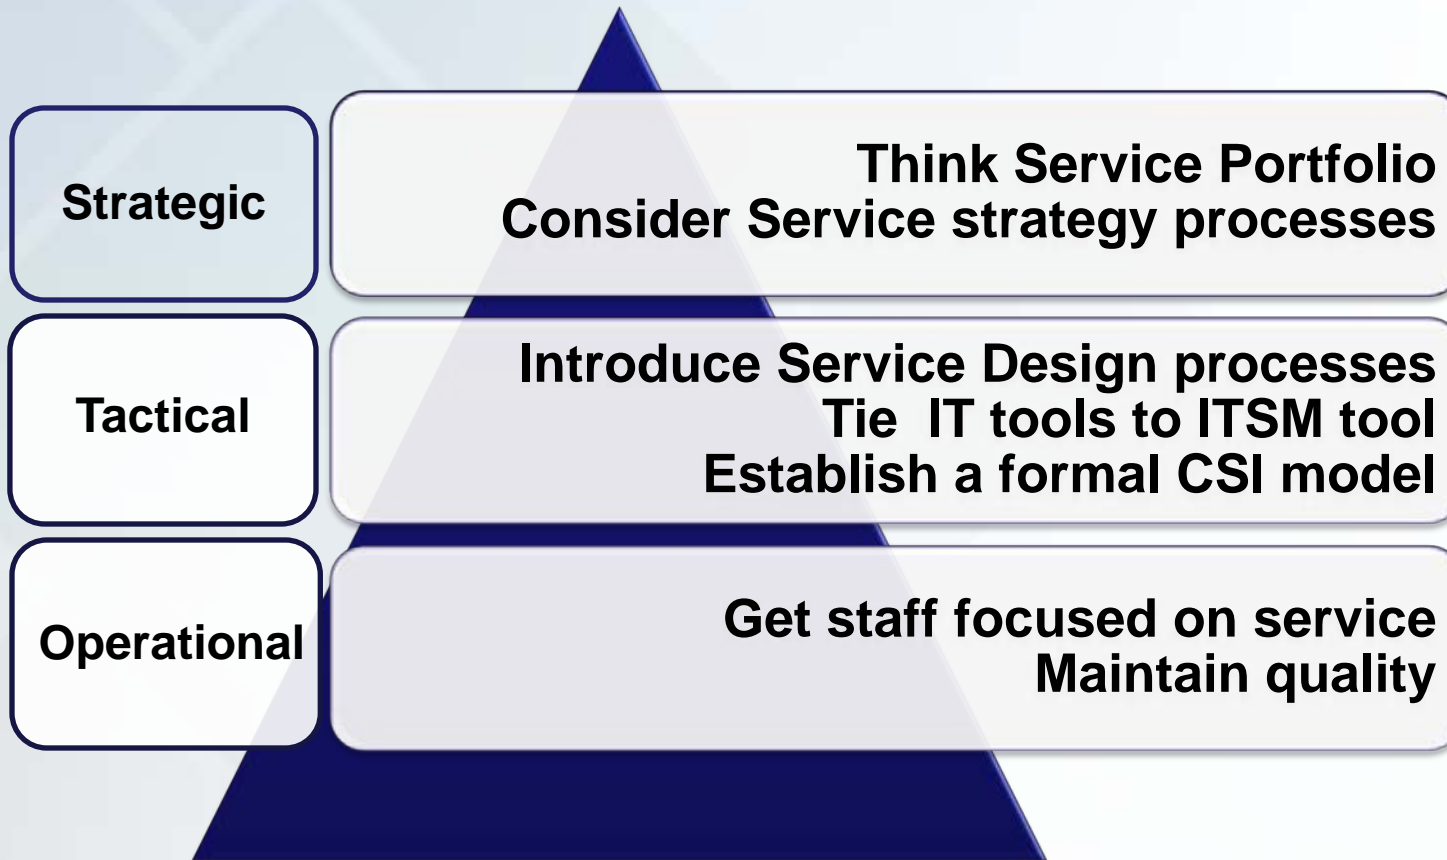 Strategic
Think Service Portfolio
Consider Service strategy processes
Tactical
Introduce Service Design processes
Tie  IT tools to ITSM tool
Establish a formal CSI model
Operational
Get staff focused on service
Maintain quality